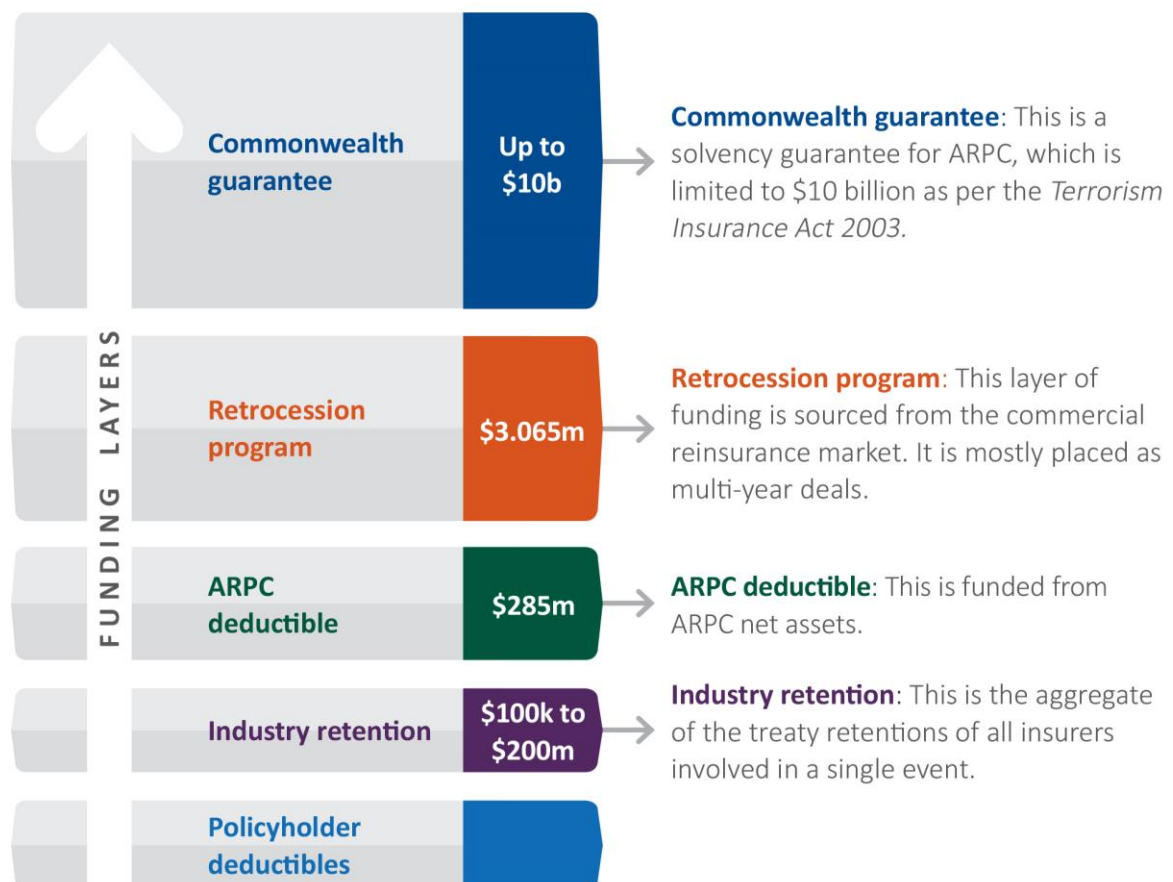 Commonwealth
guarantee
Up to
$10b
Commonwealth guarantee: This is a
solvency guarantee for ARPC, which is
limited to $10 billion as per the Terrorism
Insurance Act 2003.
Retrocession
program
$3.065m
Retrocession program: This layer of
funding is sourced from the commercial
reinsurance market. It is mostly placed as
multi-year deals.
ARPC
deductible
$285m
ARPC deductible: This is funded from
ARPC net assets.
Industry retention
$100k to
$200m
Industry retention: This is the aggregate
of the treaty retentions of all insurers
involved in a single event.
Policyholder
deductibles
FUNDING LAYERS